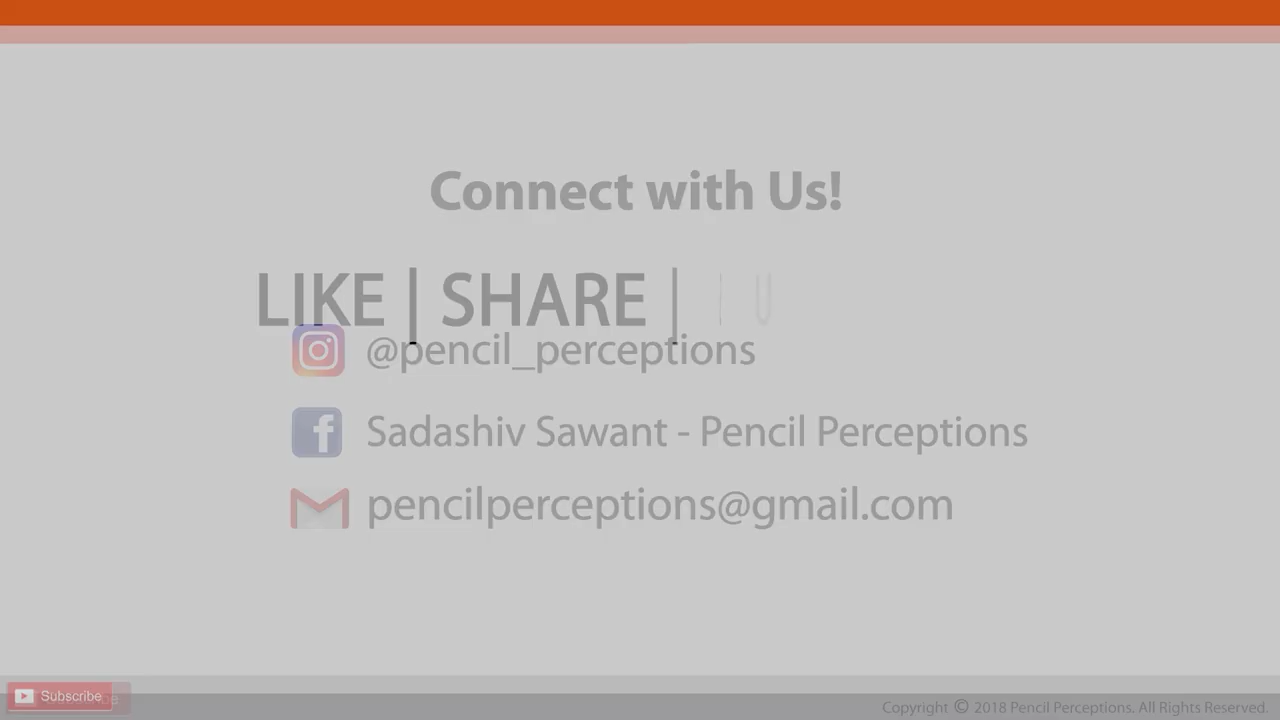 Connect with Us!
LIKE | SHARE |
@pencil_perceptions
Sadashiv Sawant - Pencil Perceptions
pencilperceptions@gmail.com
Subscribe
Copyright © 2018 Pencil Perceptions. All Rights Reserved.